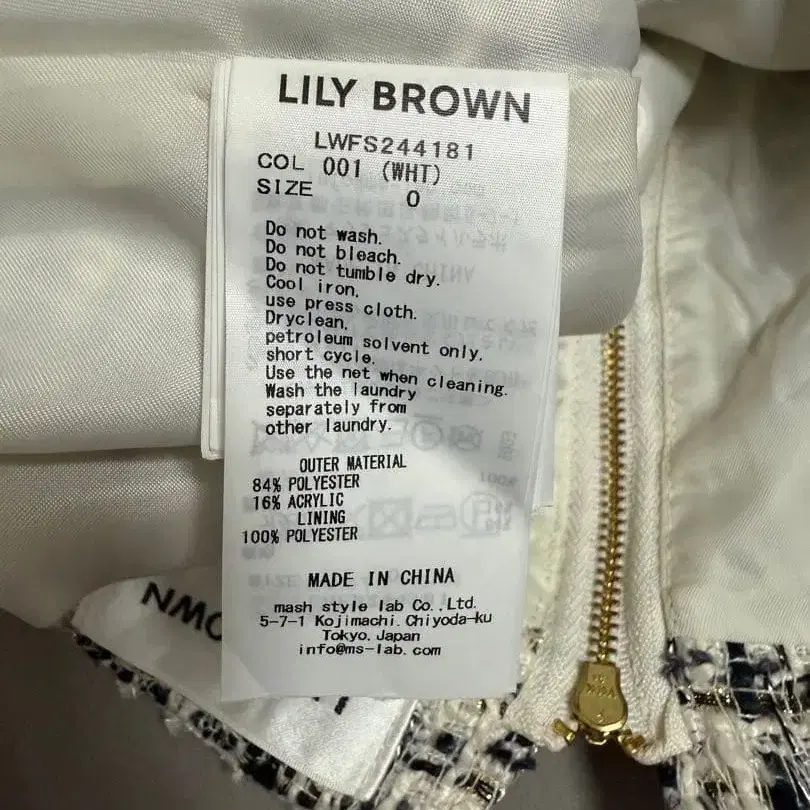 LILY BROWN
LWFS244181
COL 001 (WHT)
SIZE 0
Do not wash.
Do not bleach.
Do not tumble dry.
Cool iron,
use press cloth.
Dryclean,
petroleum solvent only.
short cycle.
Use the net when cleaning.
Wash the laundry
separately from
other laundry.
OUTER MATERIAL
84% POLYESTER
16% ACRYLIC
LINING
100% POLYESTER
MADE IN CHINA
mash style lab Co.,Ltd.
5-7-1 Kojimachi, Chiyoda-ku
Tokyo, Japan
info@ms-lab.com
YKK